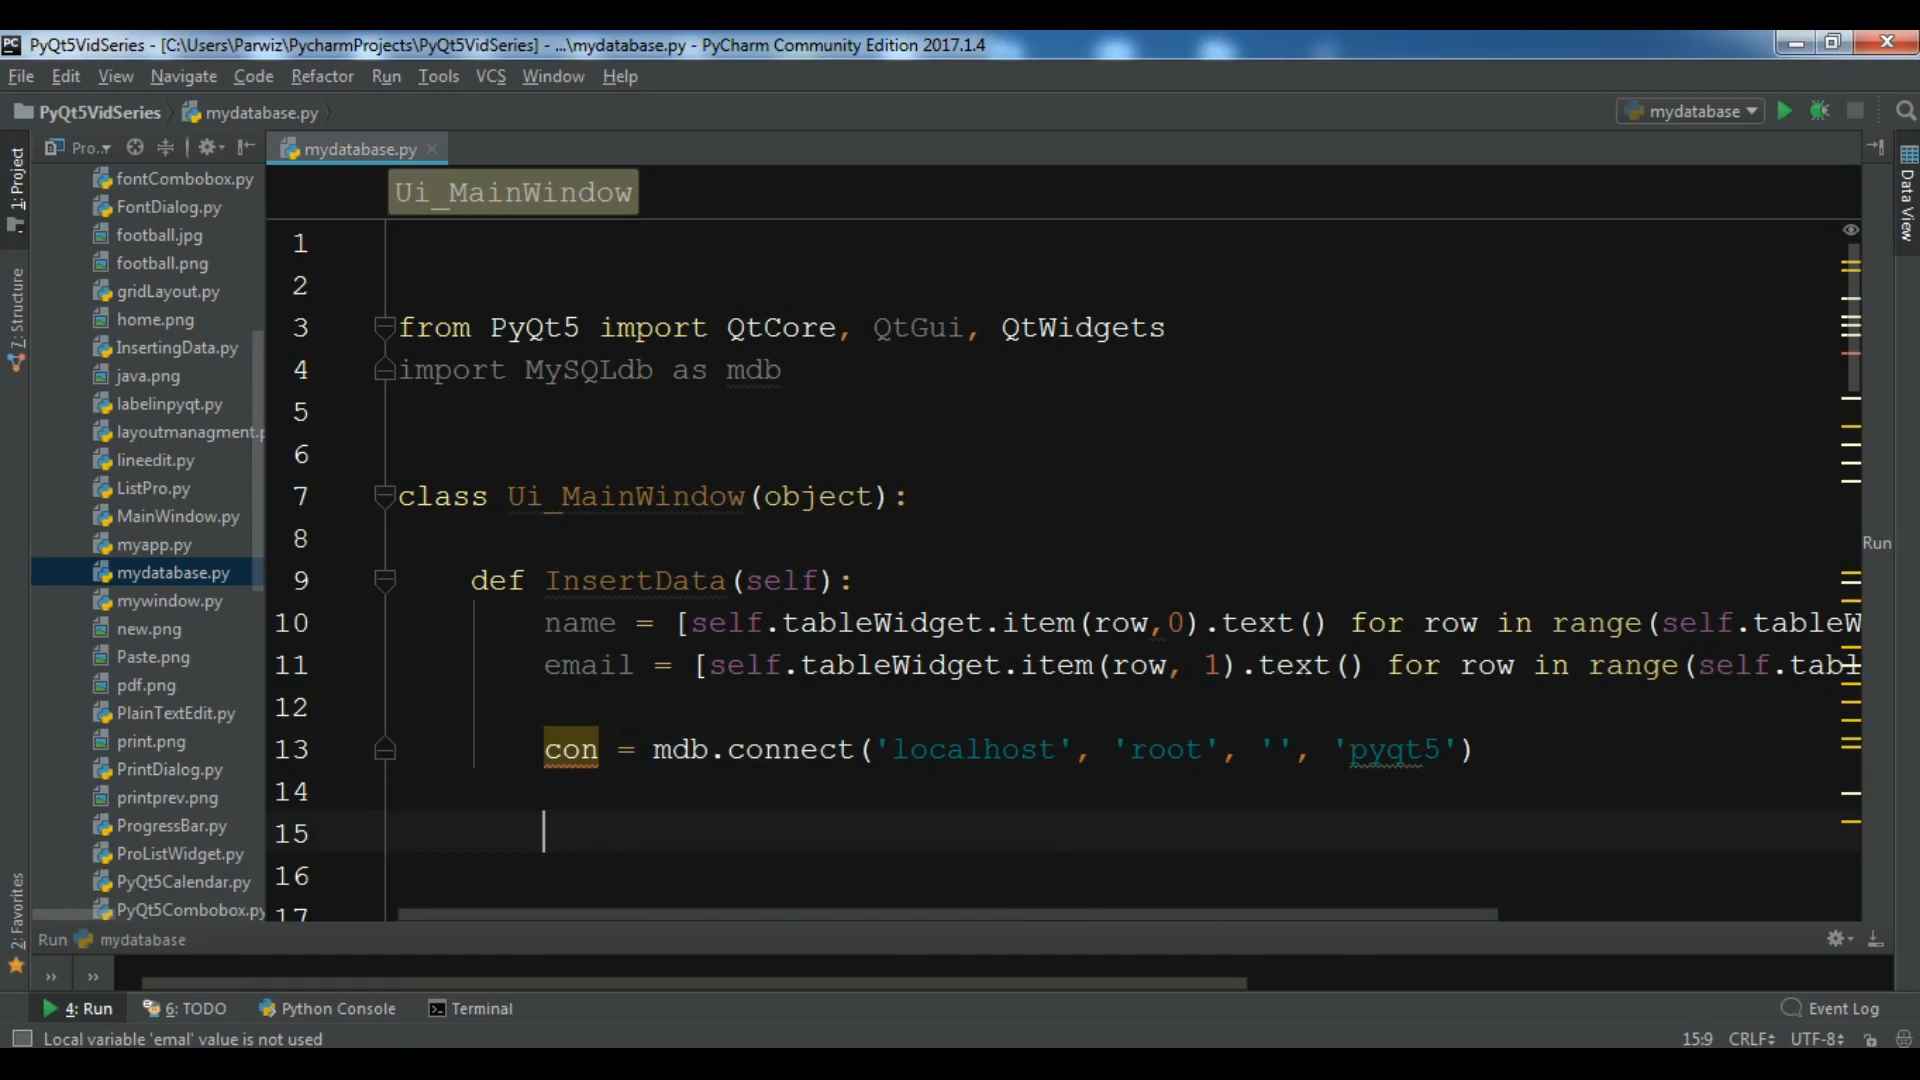 PyQt5VidSeries - [C:\Users\Parwiz\PycharmProjects\PyQt5VidSeries] - ...\mydatabase.py - PyCharm Community Edition 2017.1.4
File Edit View Navigate Code Refactor Run Tools VCS Window Help
PyQt5VidSeries mydatabase.py mydatabase
Pro... mydatabase.py
1: Project
7: Structure
2: Favorites
fontCombobox.py
FontDialog.py
football.jpg
football.png
gridLayout.py
home.png
InsertingData.py
java.png
labelinpyqt.py
layoutmanagment.p
lineedit.py
ListPro.py
MainWindow.py
myapp.py
mydatabase.py
mywindow.py
new.png
Paste.png
pdf.png
PlainTextEdit.py
print.png
PrintDialog.py
printprev.png
ProgressBar.py
ProListWidget.py
PyQt5Calendar.py
PyQt5Combobox.py
Ui_MainWindow
1
2
3 from PyQt5 import QtCore, QtGui, QtWidgets
4 import MySQLdb as mdb
5
6
7 class Ui_MainWindow(object):
8
9 def InsertData(self):
10 name = [self.tableWidget.item(row,0).text() for row in range(self.tableW
11 email = [self.tableWidget.item(row, 1).text() for row in range(self.tabl
12
13 con = mdb.connect('localhost', 'root', '', 'pyqt5')
14
15
16
17
Data View
Run
Run mydatabase
4: Run 6: TODO Python Console Terminal Event Log
Local variable 'emal' value is not used 15:9 CRLF UTF-8